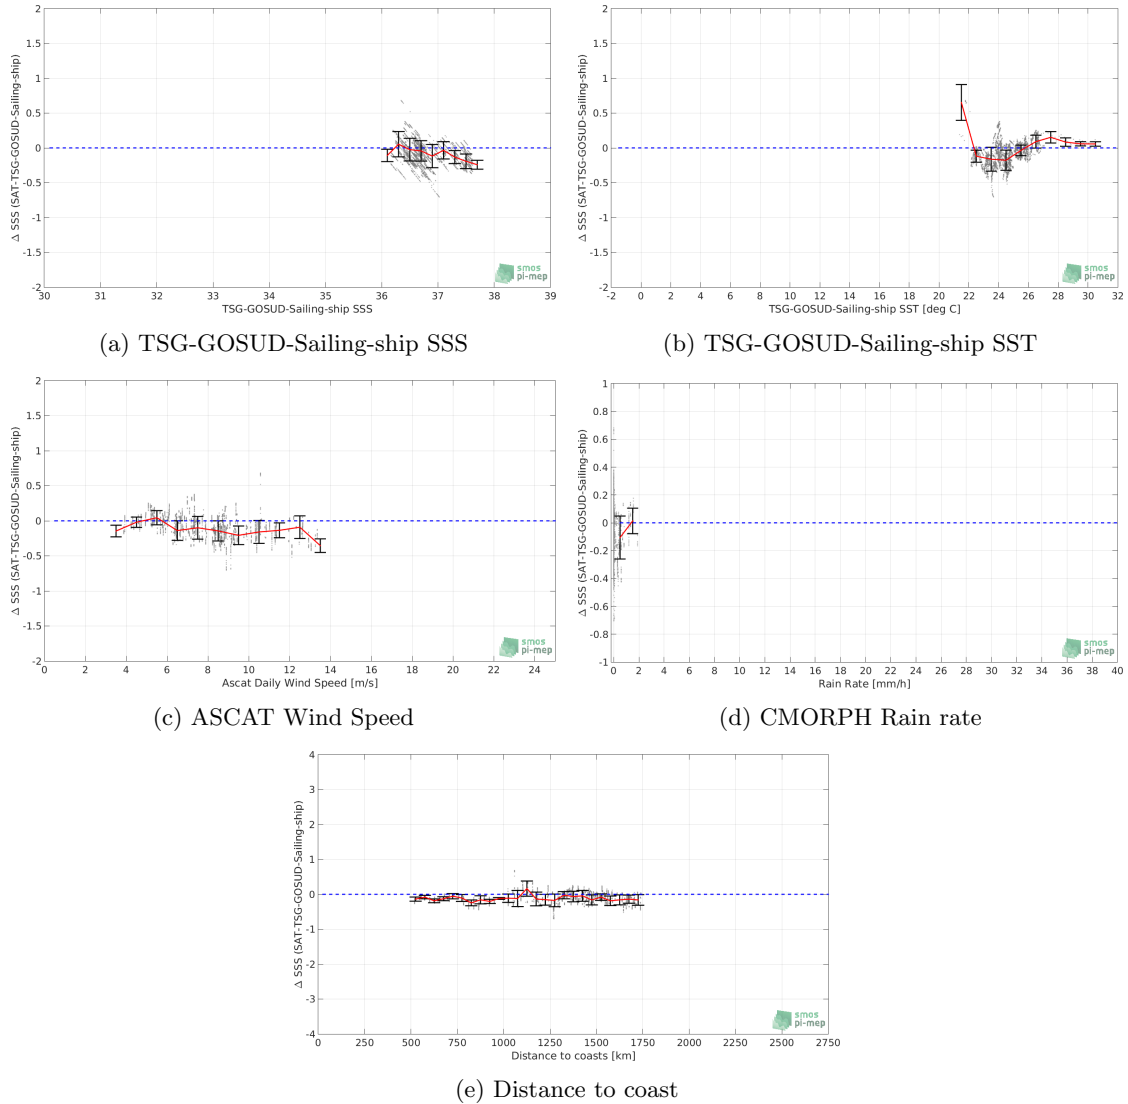 2
1.5
1
0.5
0
-0.5
-1
-1.5
-2
Δ SSS (SAT-TSG-GOSUD-Sailing-ship)
30 31 32 33 34 35 36 37 38 39
TSG-GOSUD-Sailing-ship SSS
smos
pi-mep
(a) TSG-GOSUD-Sailing-ship SSS
2
1.5
1
0.5
0
-0.5
-1
-1.5
-2
Δ SSS (SAT-TSG-GOSUD-Sailing-ship)
-2 0 2 4 6 8 10 12 14 16 18 20 22 24 26 28 30 32
TSG-GOSUD-Sailing-ship SST [deg C]
smos
pi-mep
(b) TSG-GOSUD-Sailing-ship SST
2
1.5
1
0.5
0
-0.5
-1
-1.5
-2
Δ SSS (SAT-TSG-GOSUD-Sailing-ship)
0 2 4 6 8 10 12 14 16 18 20 22 24
Ascat Daily Wind Speed [m/s]
smos
pi-mep
(c) ASCAT Wind Speed
1
0.8
0.6
0.4
0.2
0
-0.2
-0.4
-0.6
-0.8
-1
Δ SSS (SAT-TSG-GOSUD-Sailing-ship)
0 2 4 6 8 10 12 14 16 18 20 22 24 26 28 30 32 34 36 38 40
Rain Rate [mm/h]
smos
pi-mep
(d) CMORPH Rain rate
4
3
2
1
0
-1
-2
-3
-4
Δ SSS (SAT-TSG-GOSUD-Sailing-ship)
0 250 500 750 1000 1250 1500 1750 2000 2250 2500 2750
Distance to coasts [km]
smos
pi-mep
(e) Distance to coast